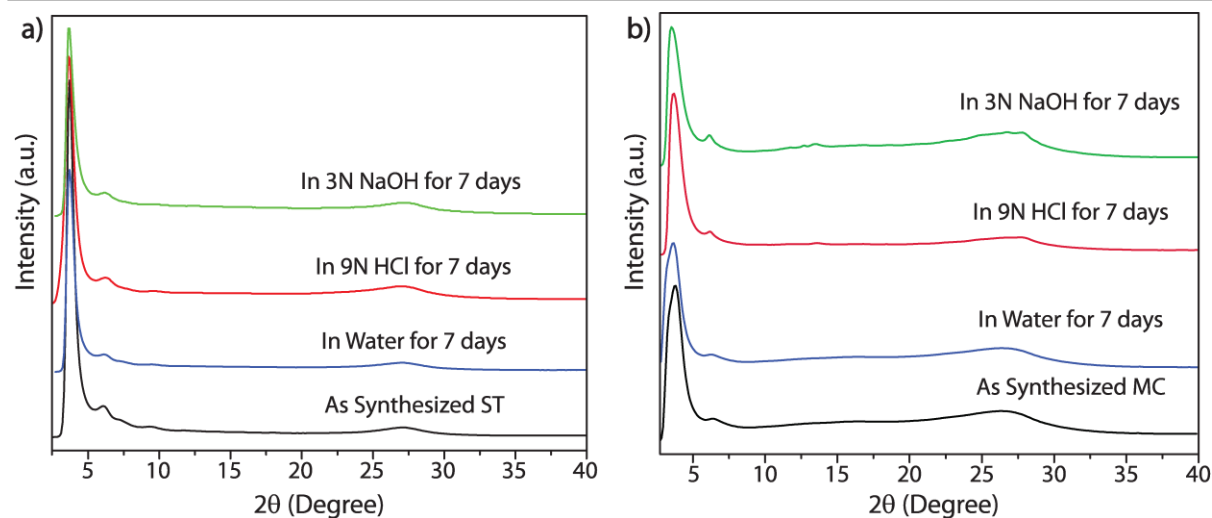 a)
Intensity (a.u.)
In 3N NaOH for 7 days
In 9N HCl for 7 days
In Water for 7 days
As Synthesized ST
5 10 15 20 25 30 35 40
2θ (Degree)
b)
Intensity (a.u.)
In 3N NaOH for 7 days
In 9N HCl for 7 days
In Water for 7 days
As Synthesized MC
5 10 15 20 25 30 35 40
2θ (Degree)